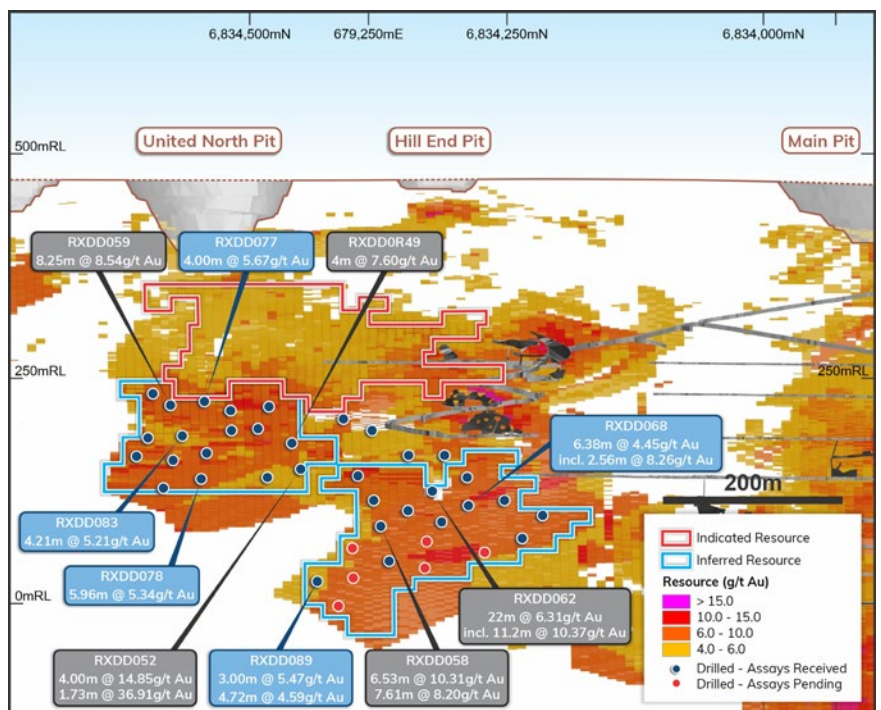 6,834,500mN
679,250mE
6,834,250mN
6,834,000mN
500mRL
United North Pit
Hill End Pit
Main Pit
RXDD059
8.25m @ 8.54g/t Au
RXDD077
4.00m @ 5.67g/t Au
RXDD0R49
4m @ 7.60g/t Au
250mRL
250mRL
RXDD068
6.38m @ 4.45g/t Au
incl. 2.56m @ 8.26g/t Au
200m
RXDD083
4.21m @ 5.21g/t Au
RXDD078
5.96m @ 5.34g/t Au
0mRL
RXDD062
22m @ 6.31g/t Au
incl. 11.2m @ 10.37g/t Au
RXDD052
4.00m @ 14.85g/t Au
1.73m @ 36.91g/t Au
RXDD089
3.00m @ 5.47g/t Au
4.72m @ 4.59g/t Au
RXDD058
6.53m @ 10.31g/t Au
7.61m @ 8.20g/t Au
Indicated Resource
Inferred Resource
Resource (g/t Au)
> 15.0
10.0 - 15.0
6.0 - 10.0
4.0 - 6.0
Drilled - Assays Received
Drilled - Assays Pending